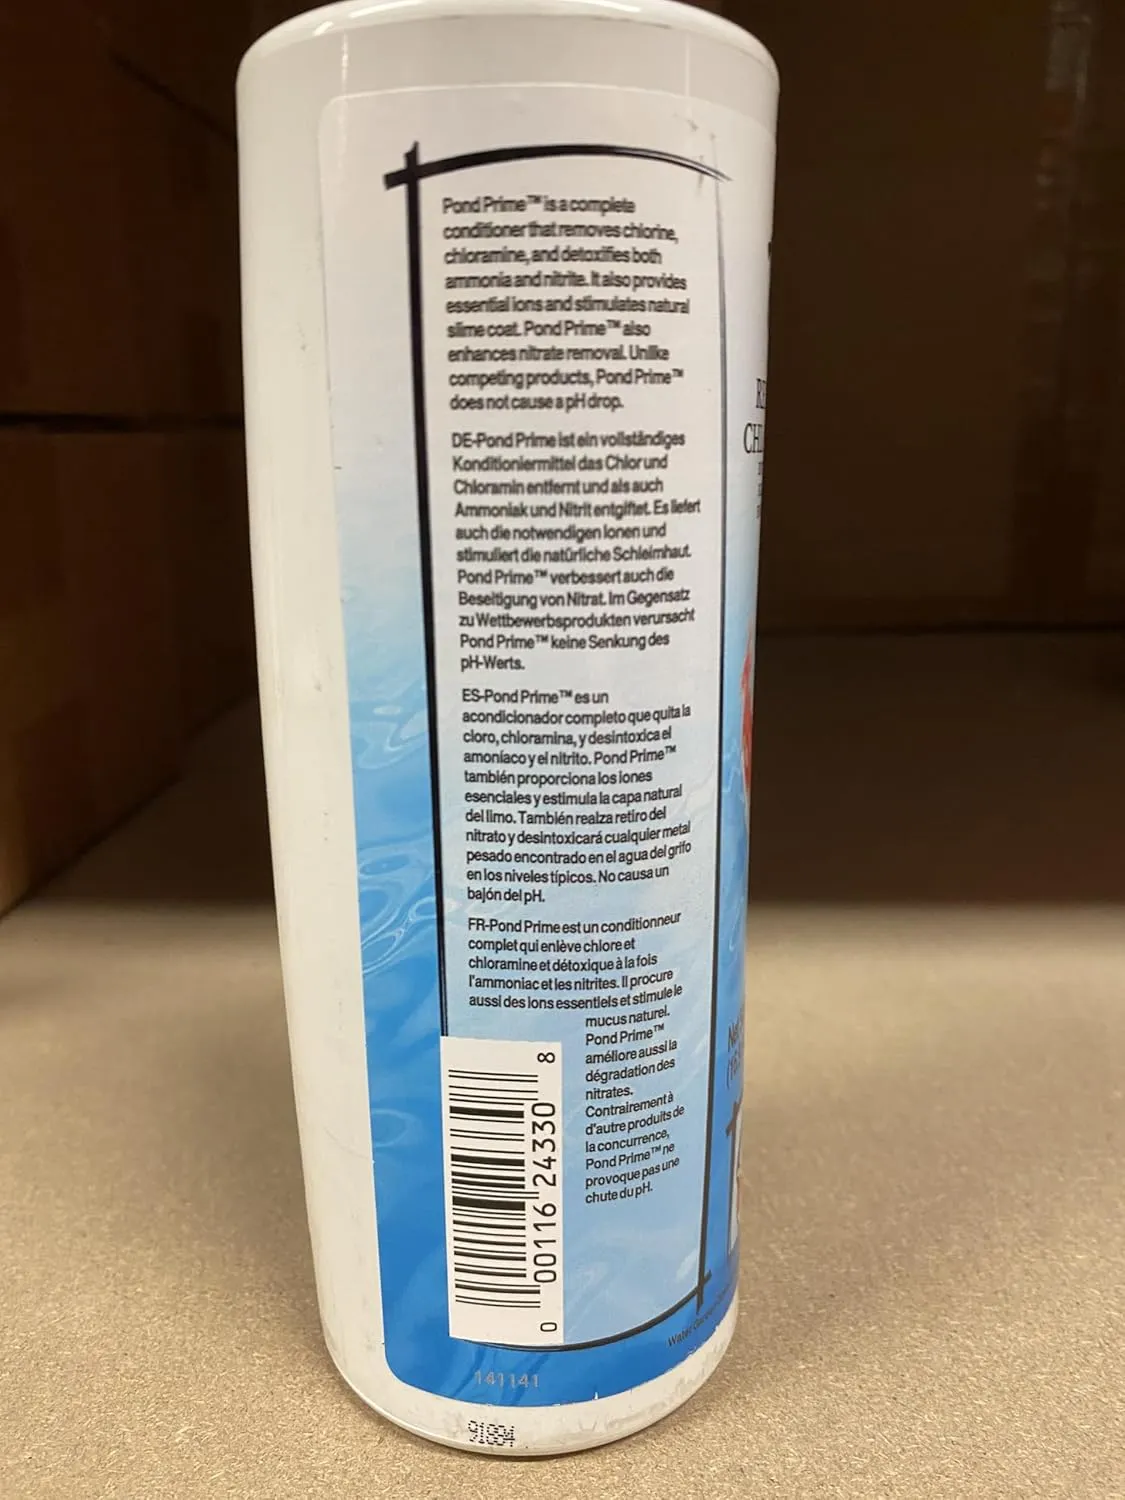 Pond Prime™ is a complete
conditioner that removes chlorine,
chloramine, and detoxifies both
ammonia and nitrite. It also provides
essential ions and stimulates natural
slime coat. Pond Prime™ also
enhances nitrate removal. Unlike
competing products, Pond Prime™
does not cause a pH drop.
DE-Pond Prime ist ein vollständiges
Konditioniermittel das Chlor und
Chloramin entfernt und als auch
Ammoniak und Nitrit entgiftet. Es liefert
auch die notwendigen Ionen und
stimuliert die natürliche Schleimhaut.
Pond Prime™ verbessert auch die
Beseitigung von Nitrat. Im Gegensatz
zu Wettbewerbsprodukten verursacht
Pond Prime™ keine Senkung des
pH-Werts.
ES-Pond Prime™ es un
acondicionador completo que quita la
cloro, chloramina, y desintoxica el
amoníaco y el nitrito. Pond Prime™
también proporciona los iones
esenciales y estimula la capa natural
del limo. También realza retiro del
nitrato y desintoxicará cualquier metal
pesado encontrado en el agua del grifo
en los niveles típicos. No causa un
bajón del pH.
FR-Pond Prime est un conditionneur
complet qui enlève chlore et
chloramine et détoxique à la fois
l'ammoniac et les nitrites. Il procure
aussi des ions essentiels et stimule le
mucus naturel.
Pond Prime™
améliore aussi la
dégradation des
nitrates.
Contrairement à
d'autre produits de
la concurrence,
Pond Prime™ ne
provoque pas une
chute du pH.
0 00116 24330 8
Water
141141
91884